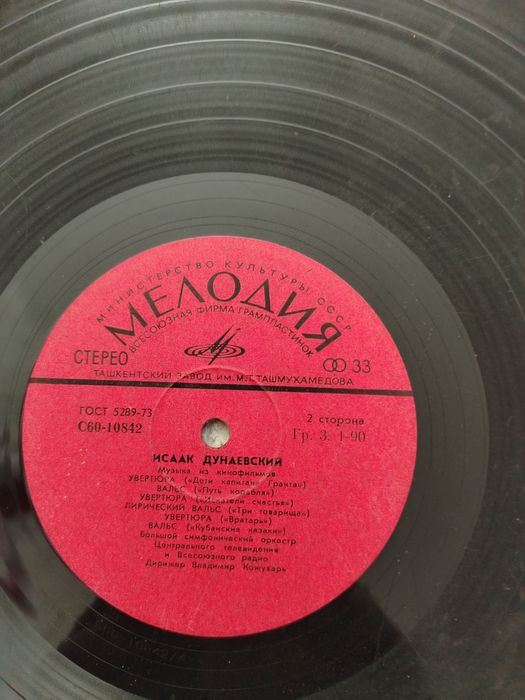 МИНИСТЕРСТВО КУЛЬТУРЫ СССР
МЕЛОДИЯ
ВСЕСОЮЗНАЯ ФИРМА ГРАМПЛАСТИНОК
СТЕРЕО
33
ТАШКЕНТСКИЙ ЗАВОД ИМ. М. Т. ТАШМУХАМЕДОВА
ГОСТ 5289-73
С60-10842
2 сторона
Гр. 3. 1-90
ИСААК ДУНАЕВСКИЙ
Музыка из кинофильмов
УВЕРТЮРА («Дети капитана Гранта»)
ВАЛЬС («Путь корабля»)
УВЕРТЮРА («Искатели счастья»)
ЛИРИЧЕСКИЙ ВАЛЬС («Три товарища»)
УВЕРТЮРА («Вратарь»)
ВАЛЬС («Кубанские казаки»)
Большой симфонический оркестр
Центрального телевидения
и Всесоюзного радио
Дирижер Владимир Кожухарь